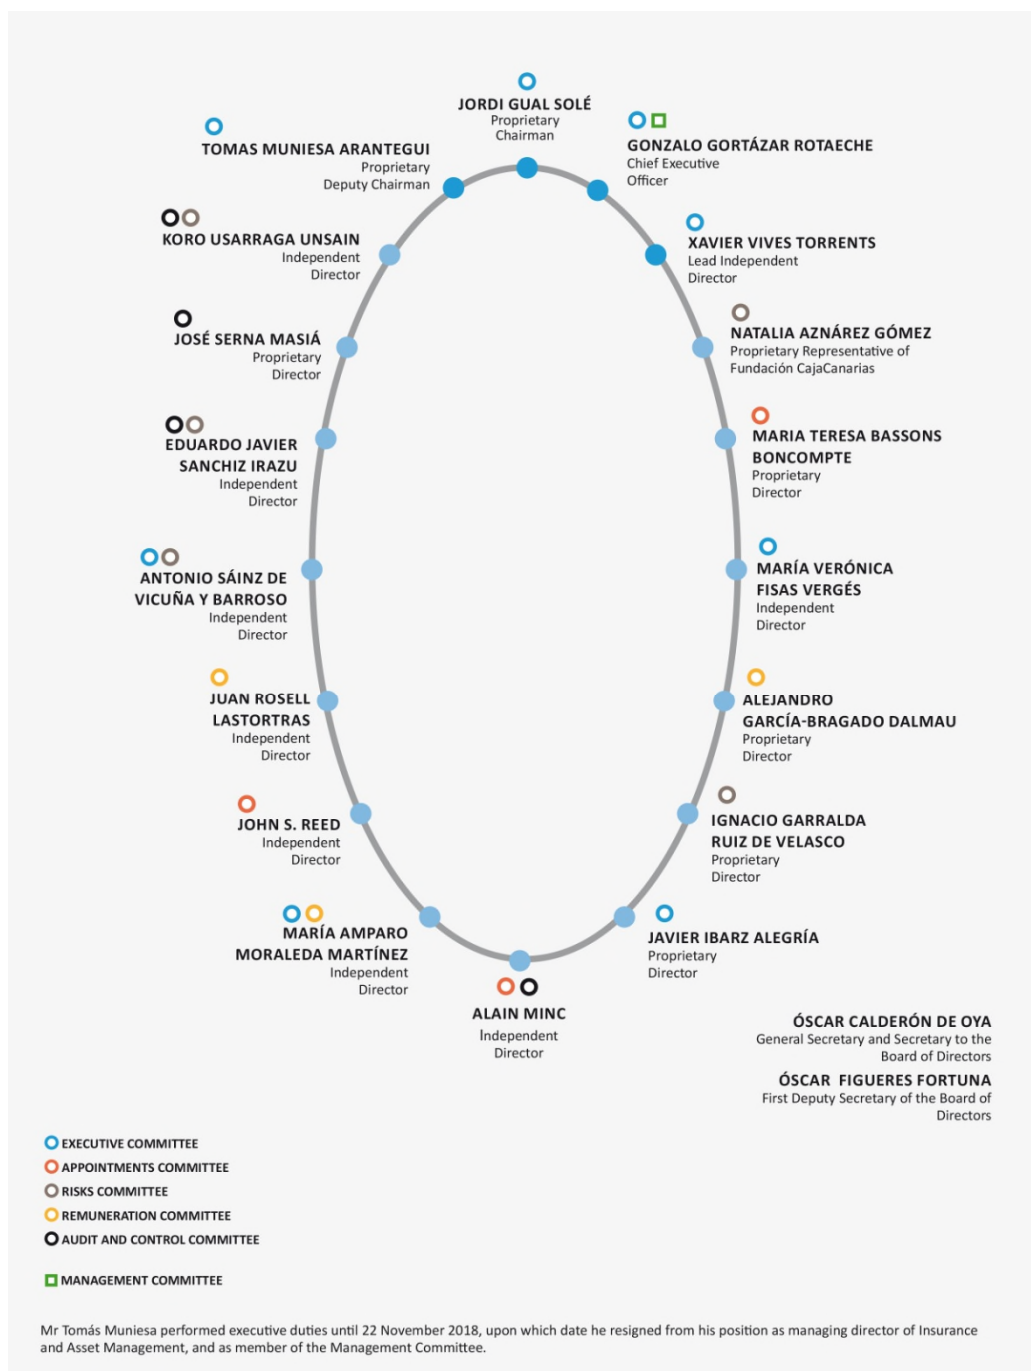 JORDI GUAL SOLÉ
Proprietary
Chairman
GONZALO GORTÁZAR ROTAECHE
Chief Executive
Officer
TOMAS MUNIESA ARANTEGUI
Proprietary
Deputy Chairman
KORO USARRAGA UNSAIN
Independent
Director
XAVIER VIVES TORRENTS
Lead Independent
Director
JOSÉ SERNA MASIÁ
Proprietary
Director
NATALIA AZNÁREZ GÓMEZ
Proprietary Representative of
Fundación CajaCanarias
EDUARDO JAVIER
SANCHIZ IRAZU
Independent
Director
MARIA TERESA BASSONS
BONCOMPTE
Proprietary
Director
ANTONIO SÁINZ DE
VICUÑA Y BARROSO
Independent
Director
MARÍA VERÓNICA
FISAS VERGÉS
Independent
Director
JUAN ROSELL
LASTORTRAS
Independent
Director
ALEJANDRO
GARCÍA-BRAGADO DALMAU
Proprietary
Director
JOHN S. REED
Independent
Director
IGNACIO GARRALDA
RUIZ DE VELASCO
Proprietary
Director
MARÍA AMPARO
MORALEDA MARTÍNEZ
Independent
Director
JAVIER IBARZ ALEGRÍA
Proprietary
Director
ALAIN MINC
Independent
Director
ÓSCAR CALDERÓN DE OYA
General Secretary and Secretary to the
Board of Directors
ÓSCAR FIGUERES FORTUNA
First Deputy Secretary of the Board of
Directors
EXECUTIVE COMMITTEE
APPOINTMENTS COMMITTEE
RISKS COMMITTEE
REMUNERATION COMMITTEE
AUDIT AND CONTROL COMMITTEE
MANAGEMENT COMMITTEE
Mr Tomás Muniesa performed executive duties until 22 November 2018, upon which date he resigned from his position as managing director of Insurance
and Asset Management, and as member of the Management Committee.